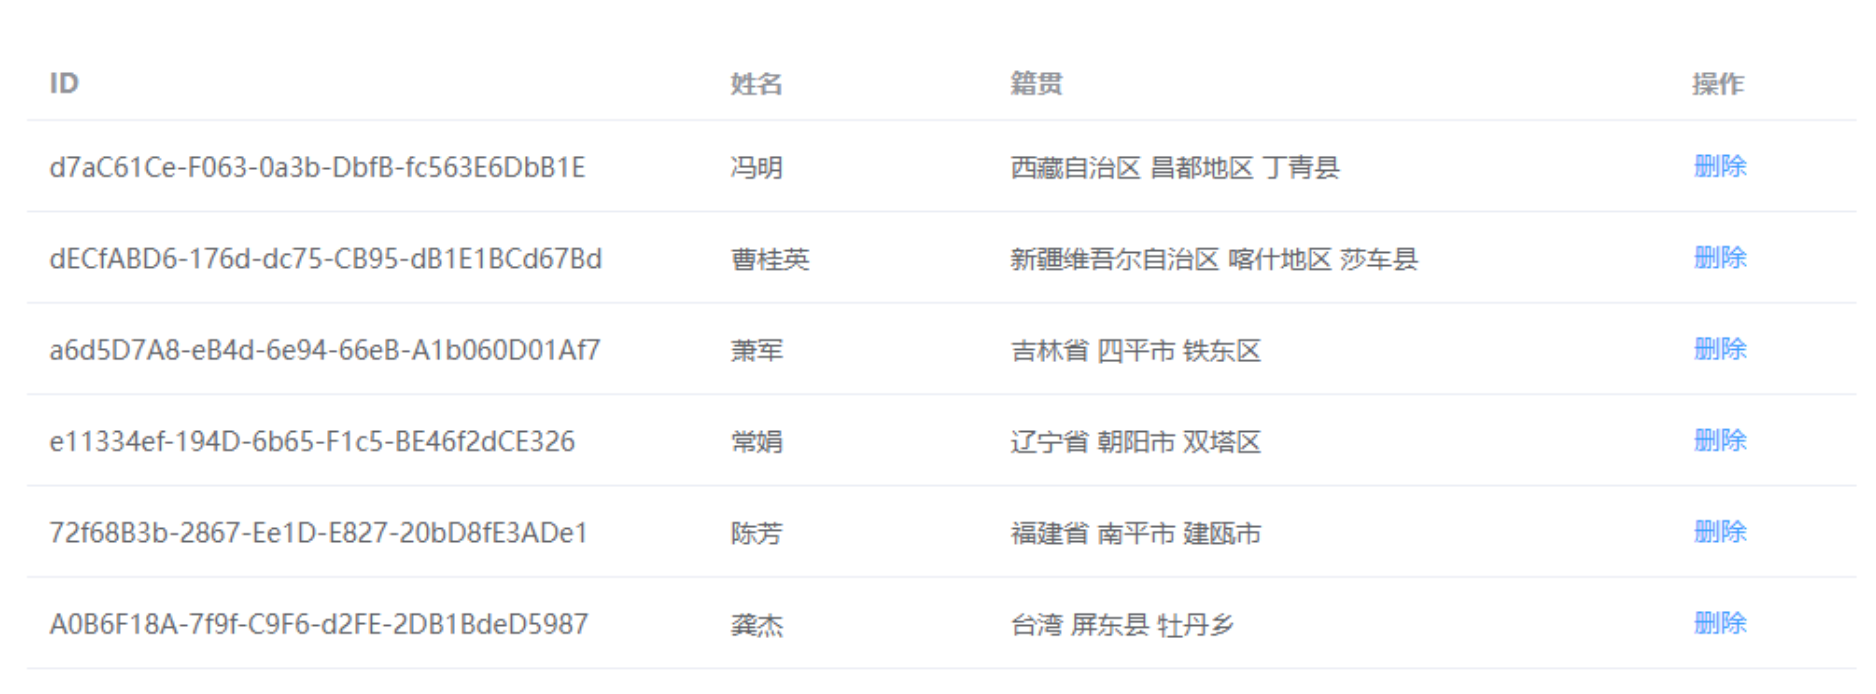 ID 姓名 籍贯 操作
d7aC61Ce-F063-0a3b-DbfB-fc563E6DbB1E 冯明 西藏自治区 昌都地区 丁青县 删除
dECfABD6-176d-dc75-CB95-dB1E1BCd67Bd 曹桂英 新疆维吾尔自治区 喀什地区 莎车县 删除
a6d5D7A8-eB4d-6e94-66eB-A1b060D01Af7 萧军 吉林省 四平市 铁东区 删除
e11334ef-194D-6b65-F1c5-BE46f2dCE326 常娟 辽宁省 朝阳市 双塔区 删除
72f68B3b-2867-Ee1D-E827-20bD8fE3ADe1 陈芳 福建省 南平市 建瓯市 删除
A0B6F18A-7f9f-C9F6-d2FE-2DB1BdeD5987 龚杰 台湾 屏东县 牡丹乡 删除